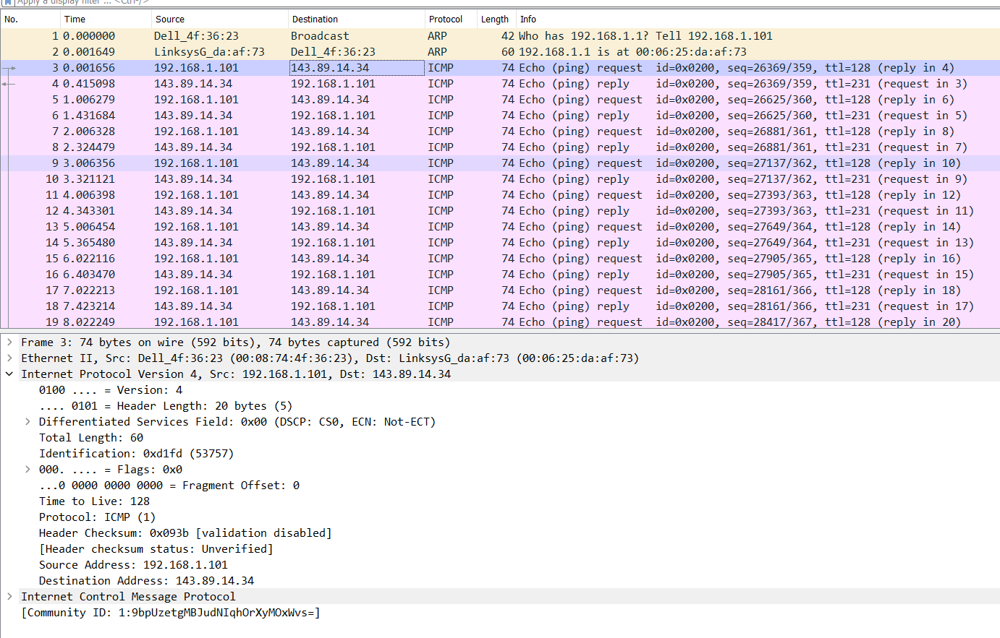 Apply a display filter ... <Ctrl-/>
No. Time Source Destination Protocol Length Info
1 0.000000 Dell_4f:36:23 Broadcast ARP 42 Who has 192.168.1.1? Tell 192.168.1.101
2 0.001649 LinksysG_da:af:73 Dell_4f:36:23 ARP 60 192.168.1.1 is at 00:06:25:da:af:73
3 0.001656 192.168.1.101 143.89.14.34 ICMP 74 Echo (ping) request id=0x0200, seq=26369/359, ttl=128 (reply in 4)
4 0.415098 143.89.14.34 192.168.1.101 ICMP 74 Echo (ping) reply id=0x0200, seq=26369/359, ttl=231 (request in 3)
5 1.006279 192.168.1.101 143.89.14.34 ICMP 74 Echo (ping) request id=0x0200, seq=26625/360, ttl=128 (reply in 6)
6 1.431684 143.89.14.34 192.168.1.101 ICMP 74 Echo (ping) reply id=0x0200, seq=26625/360, ttl=231 (request in 5)
7 2.006328 192.168.1.101 143.89.14.34 ICMP 74 Echo (ping) request id=0x0200, seq=26881/361, ttl=128 (reply in 8)
8 2.324479 143.89.14.34 192.168.1.101 ICMP 74 Echo (ping) reply id=0x0200, seq=26881/361, ttl=231 (request in 7)
9 3.006356 192.168.1.101 143.89.14.34 ICMP 74 Echo (ping) request id=0x0200, seq=27137/362, ttl=128 (reply in 10)
10 3.321121 143.89.14.34 192.168.1.101 ICMP 74 Echo (ping) reply id=0x0200, seq=27137/362, ttl=231 (request in 9)
11 4.006398 192.168.1.101 143.89.14.34 ICMP 74 Echo (ping) request id=0x0200, seq=27393/363, ttl=128 (reply in 12)
12 4.343301 143.89.14.34 192.168.1.101 ICMP 74 Echo (ping) reply id=0x0200, seq=27393/363, ttl=231 (request in 11)
13 5.006454 192.168.1.101 143.89.14.34 ICMP 74 Echo (ping) request id=0x0200, seq=27649/364, ttl=128 (reply in 14)
14 5.365480 143.89.14.34 192.168.1.101 ICMP 74 Echo (ping) reply id=0x0200, seq=27649/364, ttl=231 (request in 13)
15 6.022116 192.168.1.101 143.89.14.34 ICMP 74 Echo (ping) request id=0x0200, seq=27905/365, ttl=128 (reply in 16)
16 6.403470 143.89.14.34 192.168.1.101 ICMP 74 Echo (ping) reply id=0x0200, seq=27905/365, ttl=231 (request in 15)
17 7.022213 192.168.1.101 143.89.14.34 ICMP 74 Echo (ping) request id=0x0200, seq=28161/366, ttl=128 (reply in 18)
18 7.423214 143.89.14.34 192.168.1.101 ICMP 74 Echo (ping) reply id=0x0200, seq=28161/366, ttl=231 (request in 17)
19 8.022249 192.168.1.101 143.89.14.34 ICMP 74 Echo (ping) request id=0x0200, seq=28417/367, ttl=128 (reply in 20)
Frame 3: 74 bytes on wire (592 bits), 74 bytes captured (592 bits)
Ethernet II, Src: Dell_4f:36:23 (00:08:74:4f:36:23), Dst: LinksysG_da:af:73 (00:06:25:da:af:73)
Internet Protocol Version 4, Src: 192.168.1.101, Dst: 143.89.14.34
0100 .... = Version: 4
.... 0101 = Header Length: 20 bytes (5)
Differentiated Services Field: 0x00 (DSCP: CS0, ECN: Not-ECT)
Total Length: 60
Identification: 0xd1fd (53757)
000. .... = Flags: 0x0
...0 0000 0000 0000 = Fragment Offset: 0
Time to Live: 128
Protocol: ICMP (1)
Header Checksum: 0x093b [validation disabled]
[Header checksum status: Unverified]
Source Address: 192.168.1.101
Destination Address: 143.89.14.34
Internet Control Message Protocol
[Community ID: 1:9bpUzetgMBJudNIqhOrXyMOxWvs=]